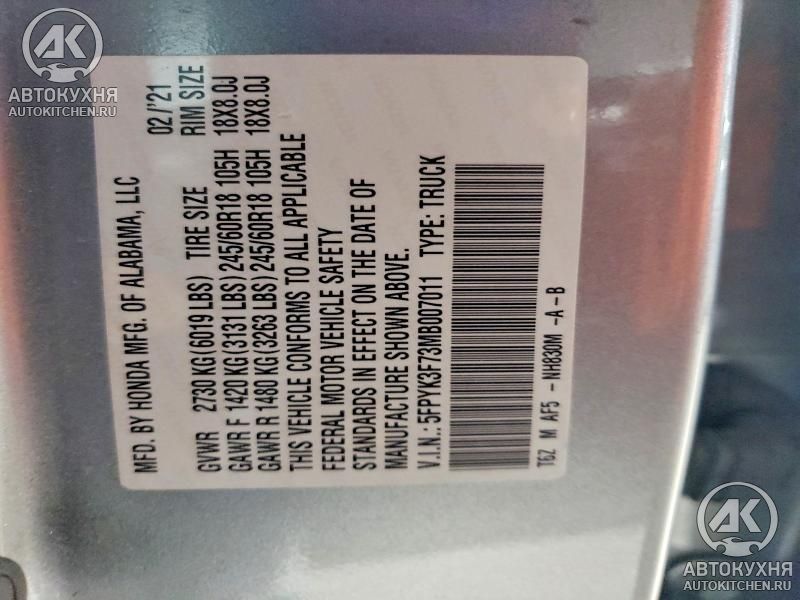 MFD. BY HONDA MFG. OF ALABAMA, LLC 02 / '21
GVWR 2730 KG (6019 LBS) TIRE SIZE RIM SIZE
GAWR F 1420 KG (3131 LBS) 245/60R18 105H 18X8.0J
GAWR R 1480 KG (3263 LBS) 245/60R18 105H 18X8.0J
THIS VEHICLE CONFORMS TO ALL APPLICABLE
FEDERAL MOTOR VEHICLE SAFETY
STANDARDS IN EFFECT ON THE DATE OF
MANUFACTURE SHOWN ABOVE.
V.I.N.: 5FPYK3F73MB007011 TYPE: TRUCK
T6Z M AF5 - NH830M -A -B
AK
АВТОКУХНЯ
AUTOKITCHEN.RU
AK
АВТОКУХНЯ
AUTOKITCHEN.RU